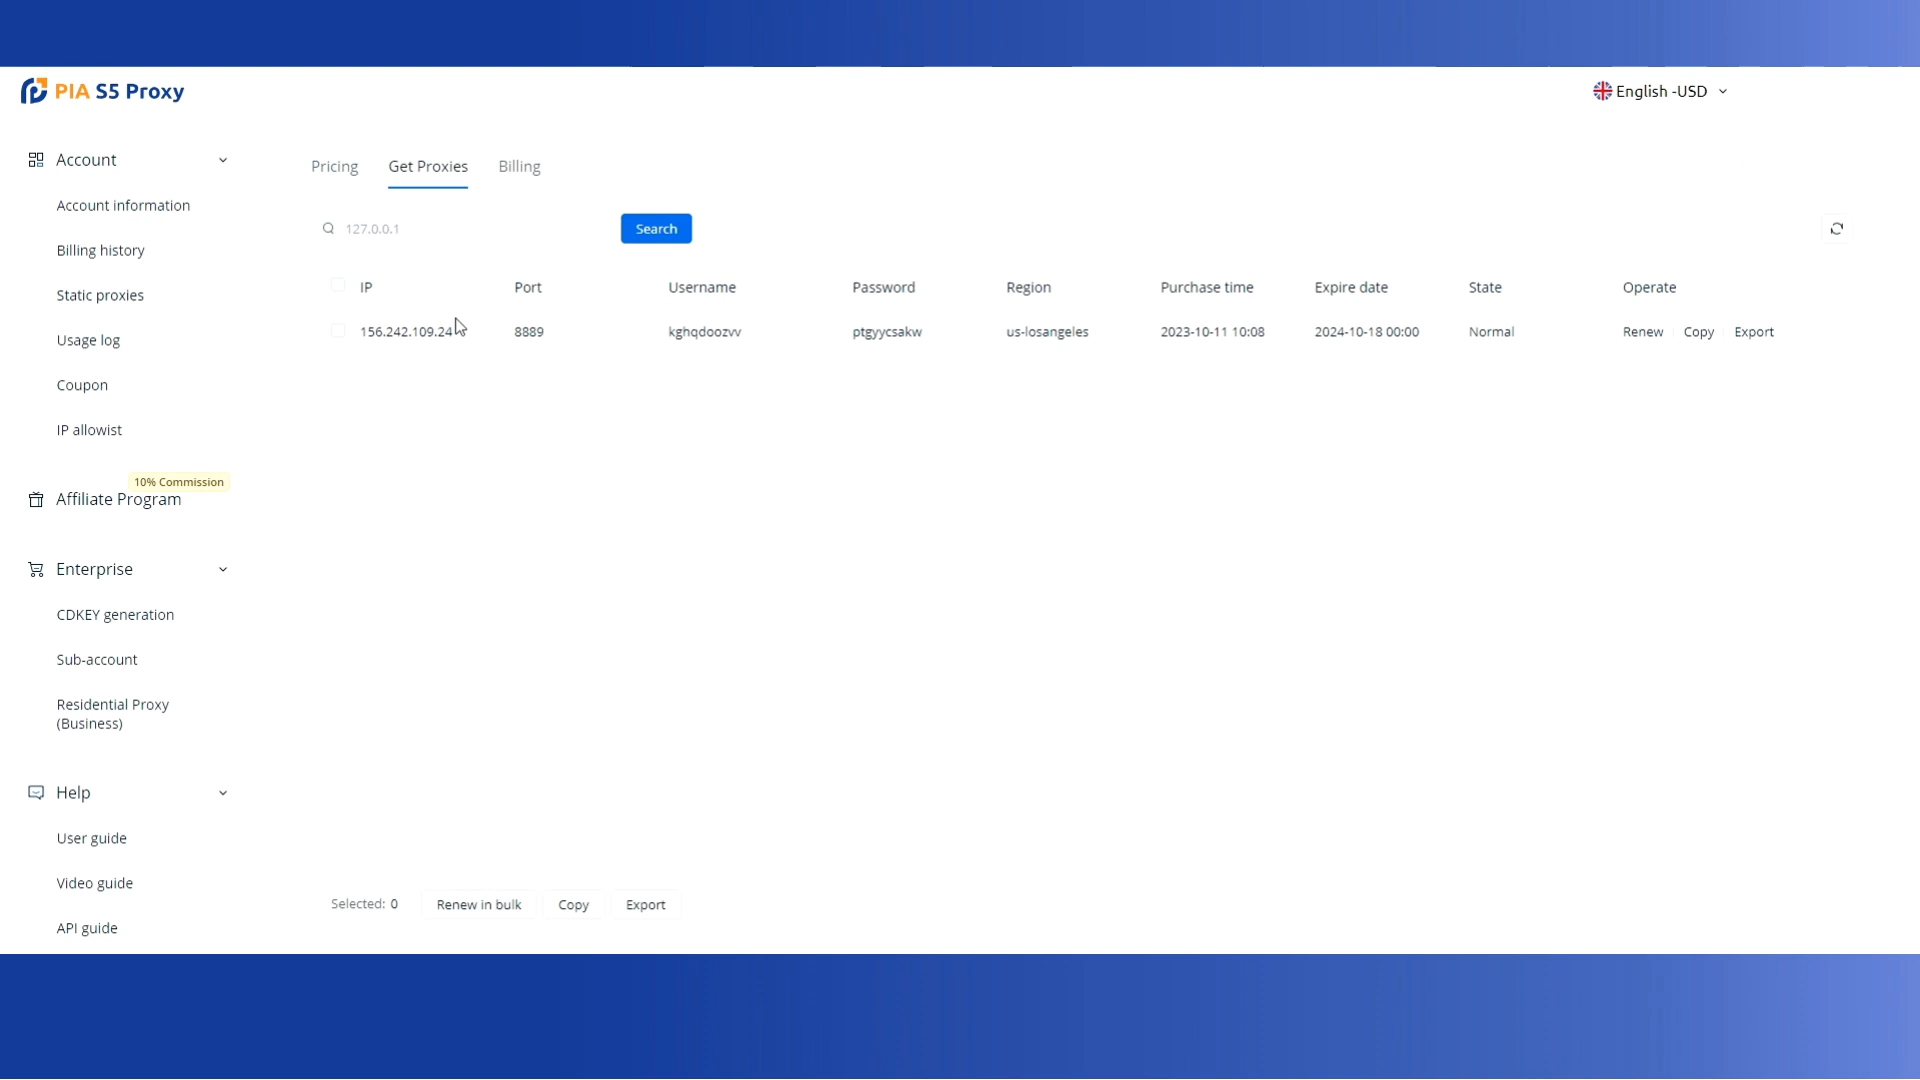 PIA S5 Proxy
English -USD
Account
Account information
Billing history
Static proxies
Usage log
Coupon
IP allowist
10% Commission
Affiliate Program
Enterprise
CDKEY generation
Sub-account
Residential Proxy
(Business)
Help
User guide
Video guide
API guide
Pricing Get Proxies Billing
127.0.0.1 Search
IP Port Username Password Region Purchase time Expire date State Operate
156.242.109.24 8889 kghqdoozvv ptgyycsakw us-losangeles 2023-10-11 10:08 2024-10-18 00:00 Normal Renew Copy Export
Selected: 0 Renew in bulk Copy Export